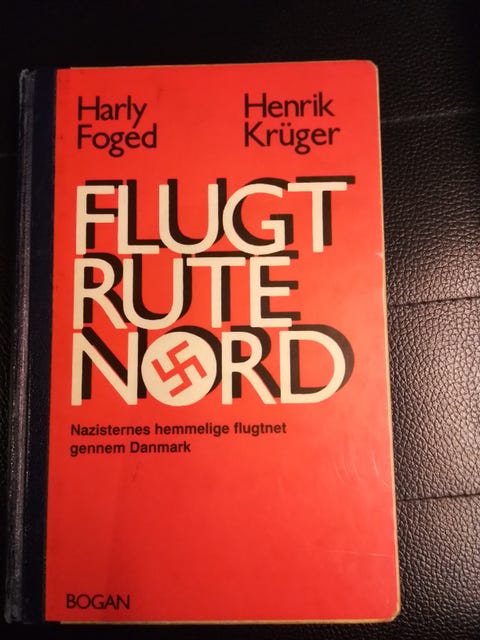 Harly
Foged
Henrik
Krüger
FLUGT
RUTE
NORD
Nazisternes hemmelige flugtnet
gennem Danmark
BOGAN